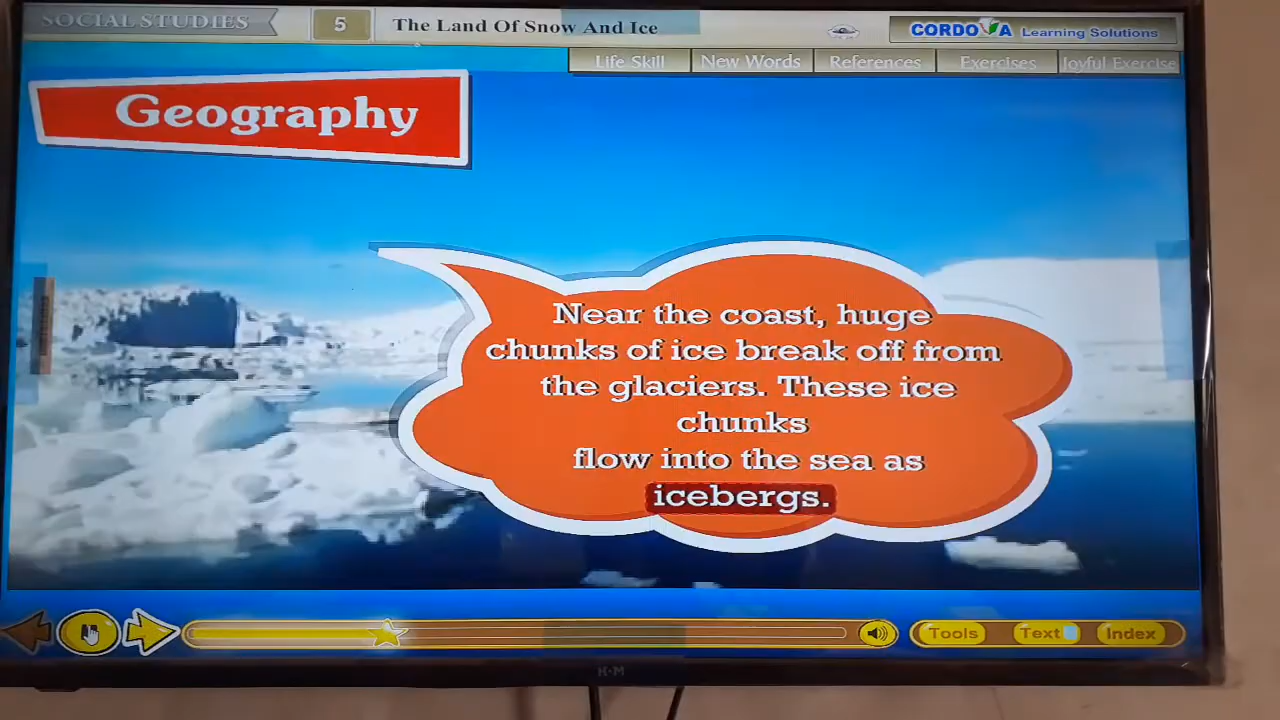 SOCIAL STUDIES
5
The Land Of Snow And Ice
CORDOVA Learning Solutions
Life Skill
New Words
References
Exercises
Joyful Exercise
Geography
Near the coast, huge
chunks of ice break off from
the glaciers. These ice
chunks
flow into the sea as
icebergs.
Tools
Text
Index